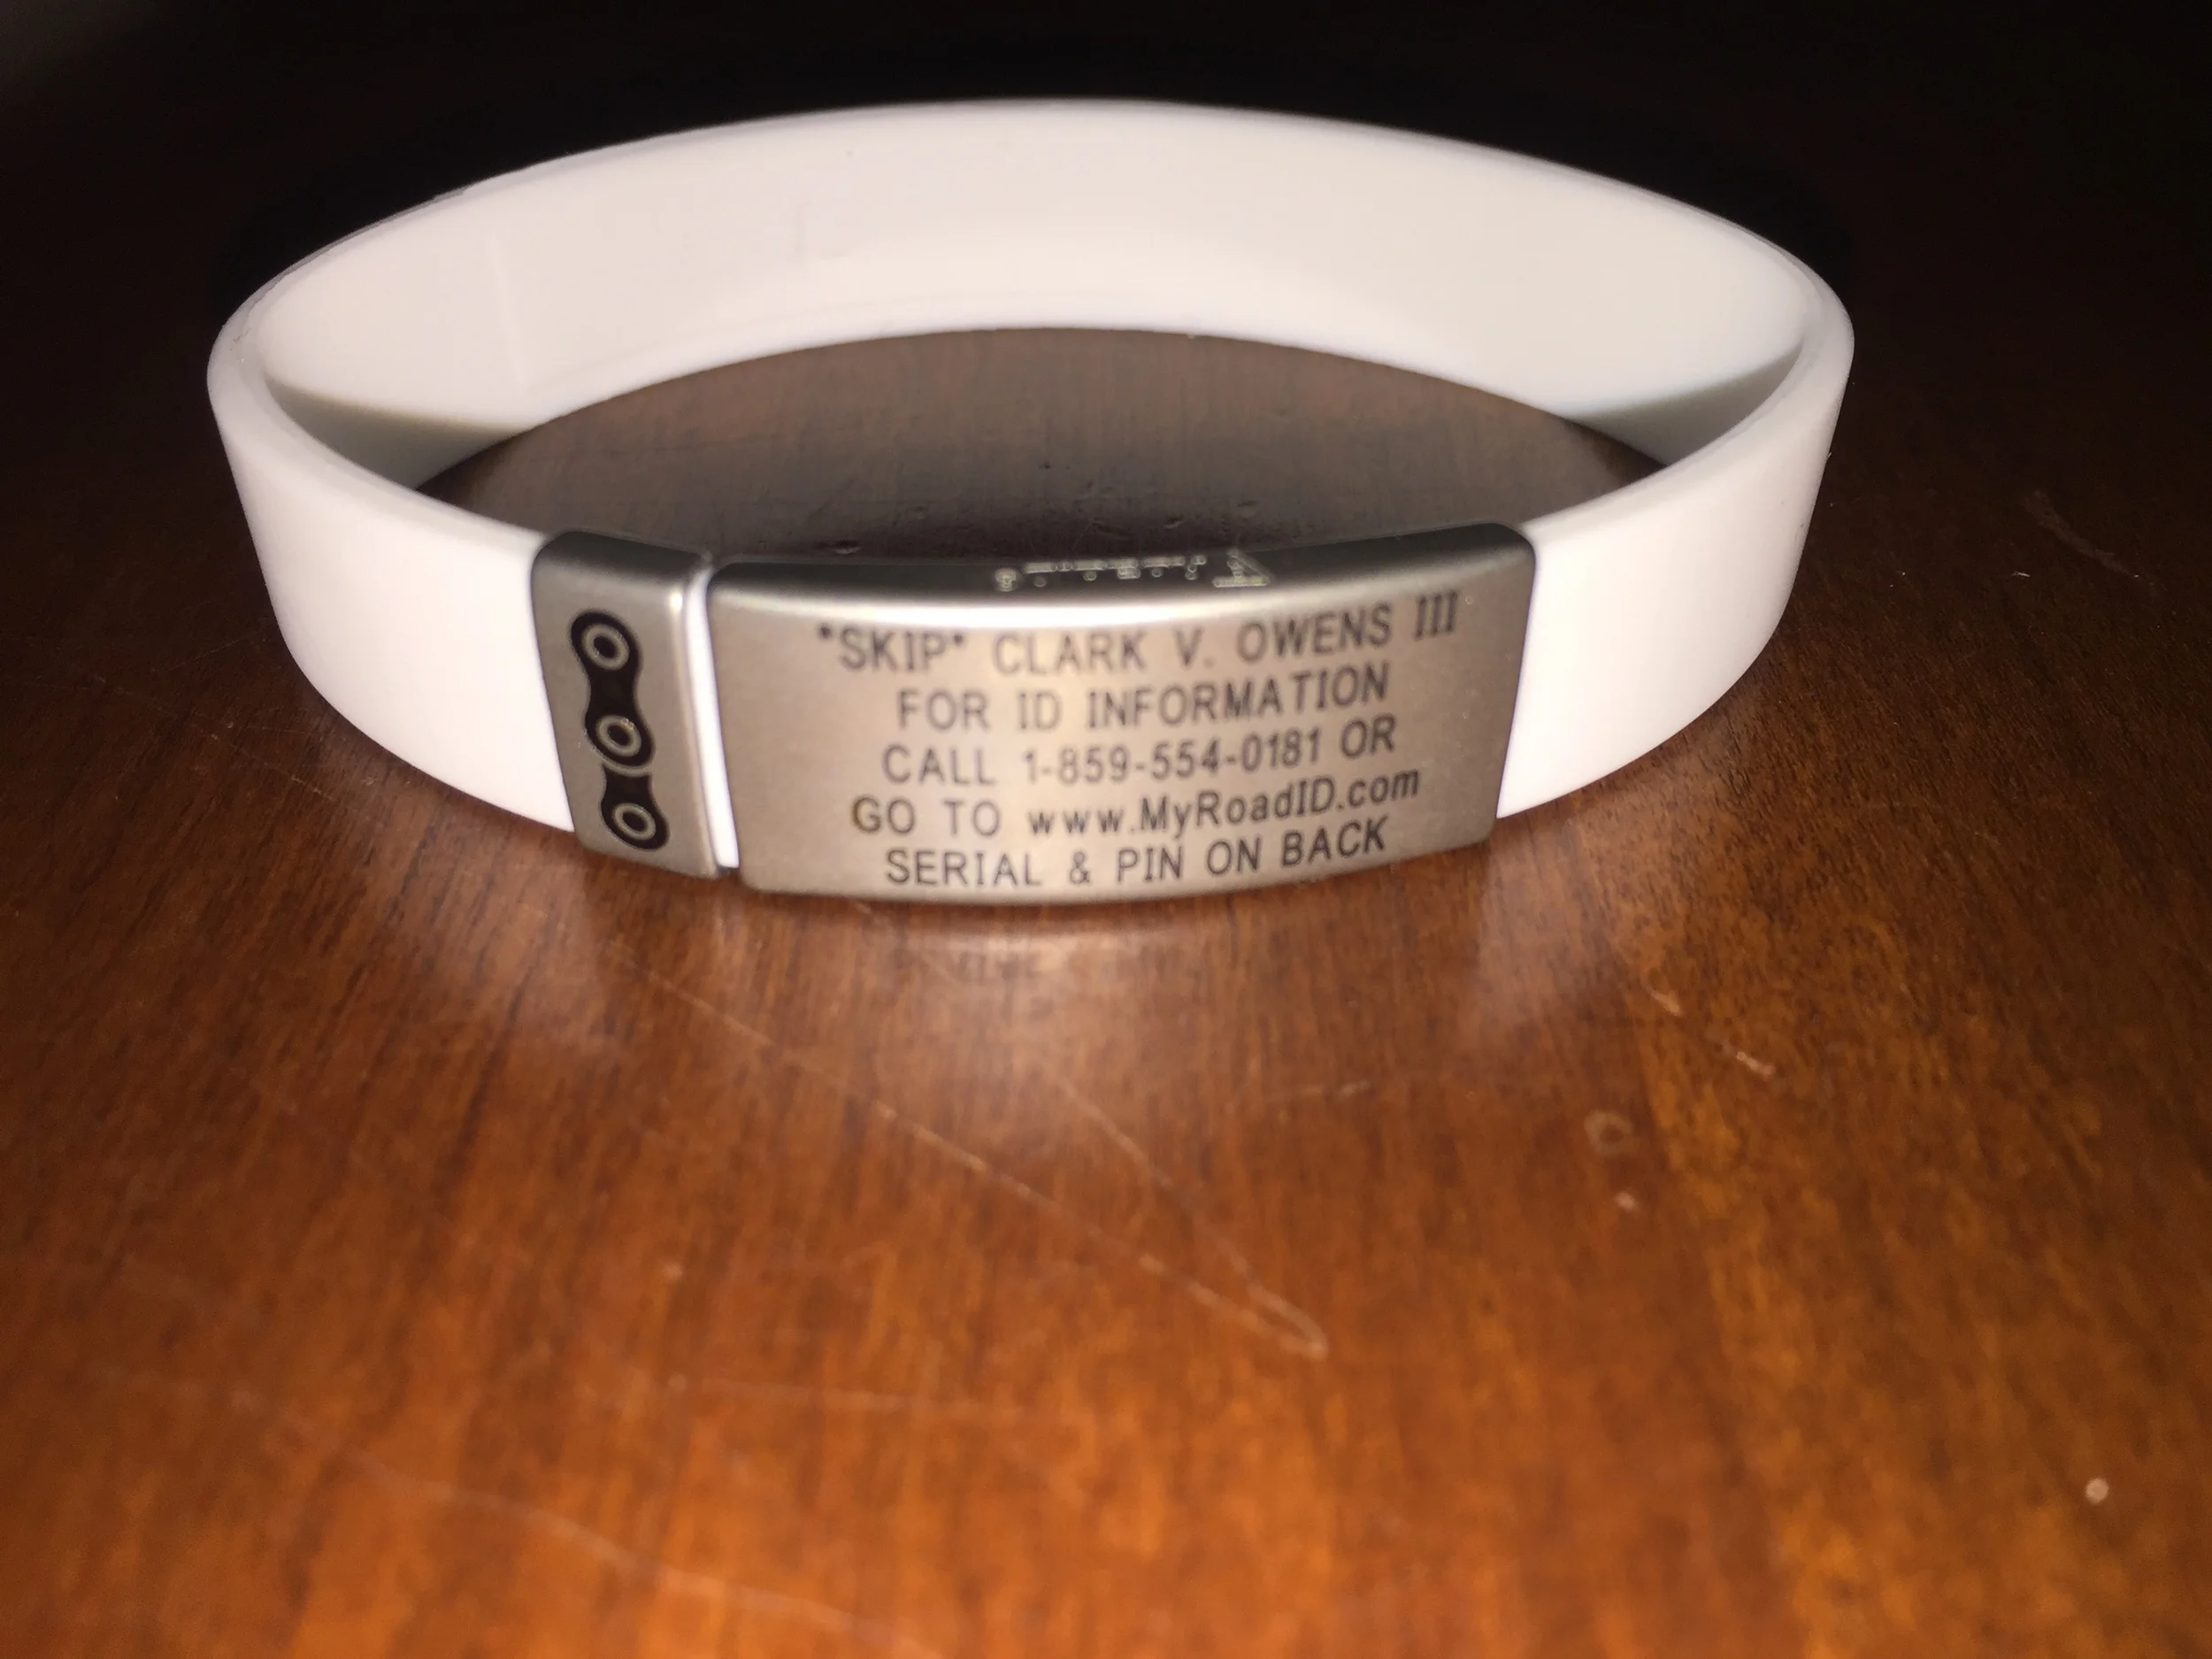 "SKIP" CLARK V. OWENS III
FOR ID INFORMATION
CALL 1-859-554-0181 OR
GO TO www.MyRoadID.com
SERIAL & PIN ON BACK